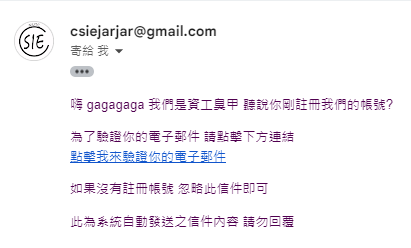 SIE
csiejarjar@gmail.com
寄給 我
嗨 gagagaga 我們是資工臭甲 聽說你剛註冊我們的帳號?
為了驗證你的電子郵件 請點擊下方連結
點擊我來驗證你的電子郵件
如果沒有註冊帳號 忽略此信件即可
此為系統自動發送之信件內容 請勿回覆